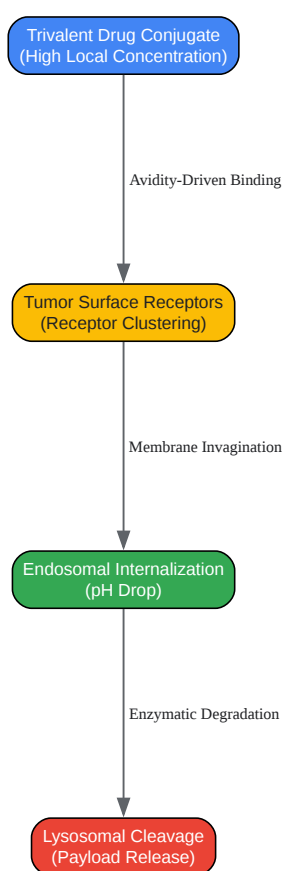 Trivalent Drug Conjugate
(High Local Concentration)
Avidity-Driven Binding
Tumor Surface Receptors
(Receptor Clustering)
Membrane Invagination
Endosomal Internalization
(pH Drop)
Enzymatic Degradation
Lysosomal Cleavage
(Payload Release)